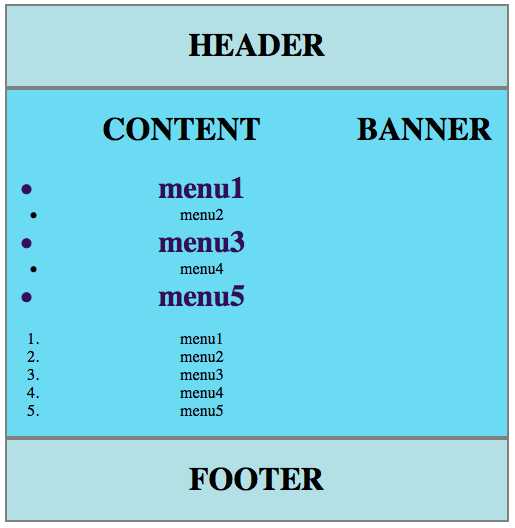 HEADER
CONTENT BANNER
• menu1
• menu2
• menu3
• menu4
• menu5
1. menu1
2. menu2
3. menu3
4. menu4
5. menu5
FOOTER